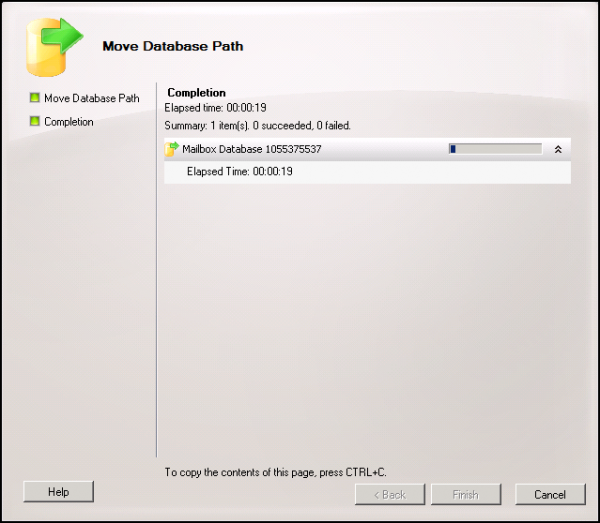 Move Database Path
Move Database Path
Completion
Completion
Elapsed time: 00:00:19
Summary: 1 item(s). 0 succeeded, 0 failed.
Mailbox Database 1055375537
Elapsed Time: 00:00:19
To copy the contents of this page, press CTRL+C.
Help
< Back
Finish
Cancel